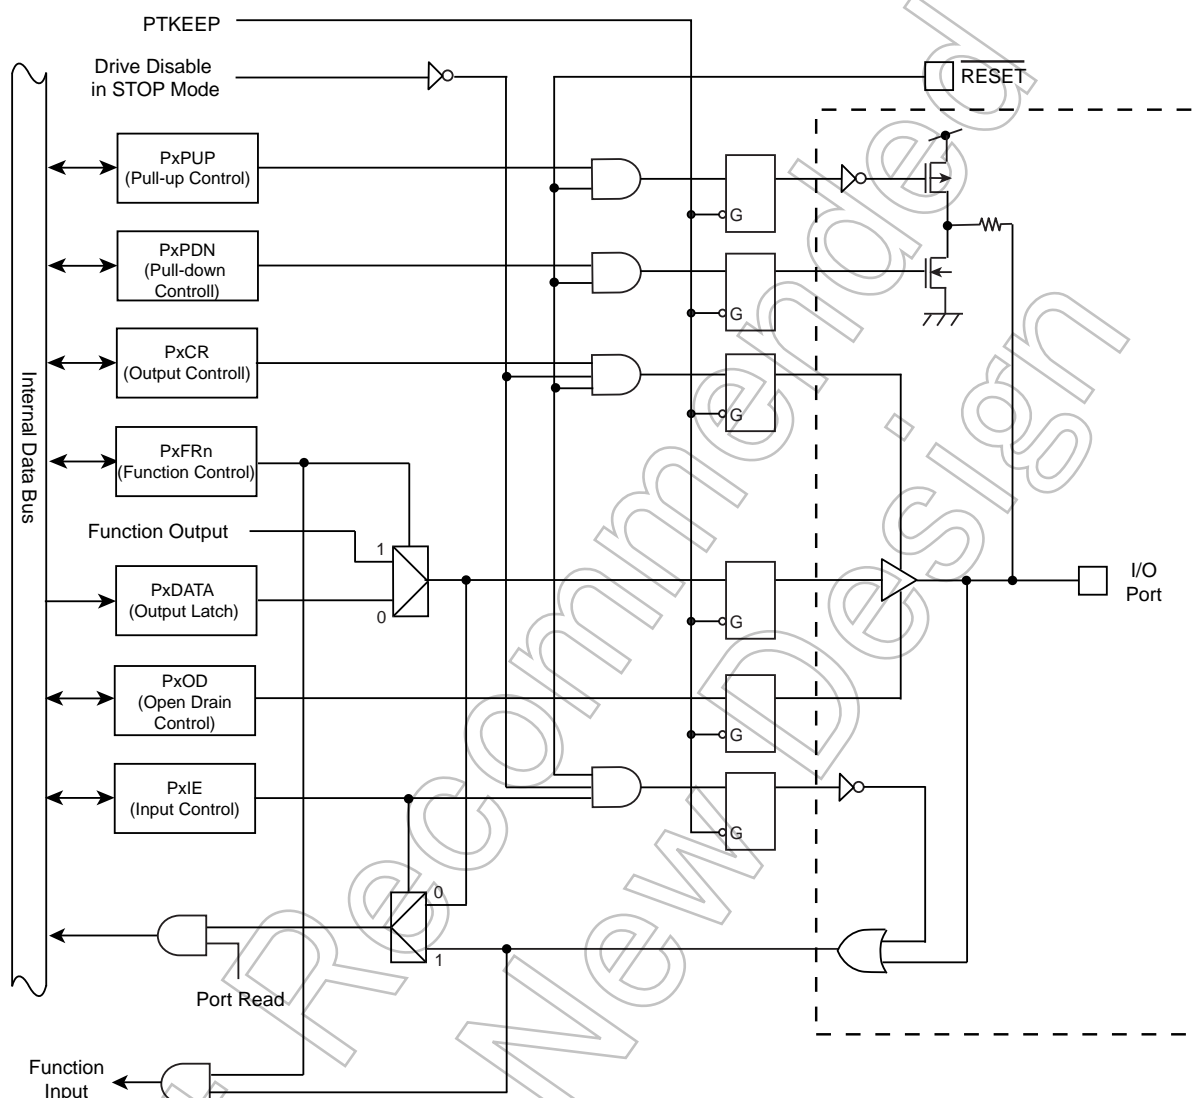 PTKEEP
Drive Disable
in STOP Mode
RESET
PxPUP
(Pull-up Control)
G
PxPDN
(Pull-down
Controll)
G
PxCR
(Output Controll)
G
Internal Data Bus
PxFRn
(Function Control)
Function Output
1
0
PxDATA
(Output Latch)
G
I/O
Port
PxOD
(Open Drain
Control)
G
PxIE
(Input Control)
G
0
1
Port Read
Function
Input
Recommended
New Design